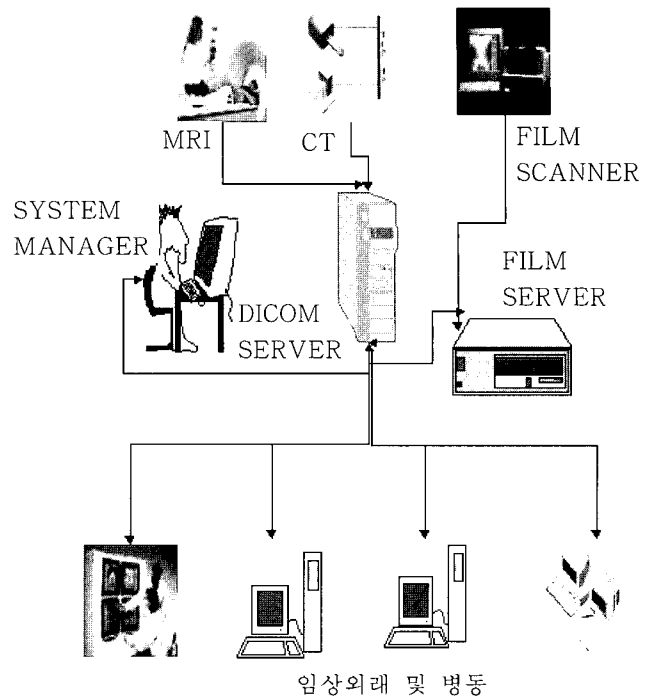 MRI
CT
FILM
SCANNER
SYSTEM
MANAGER
FILM
SERVER
DICOM
SERVER
임상외래 및 병동